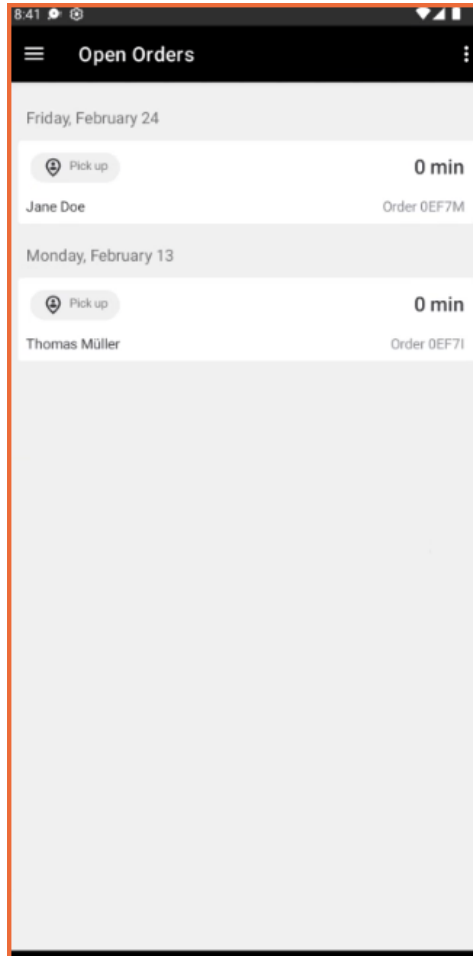 8:41
Open Orders
Friday, February 24
Pick up 0 min
Jane Doe Order 0EF7M
Monday, February 13
Pick up 0 min
Thomas Müller Order 0EF7I